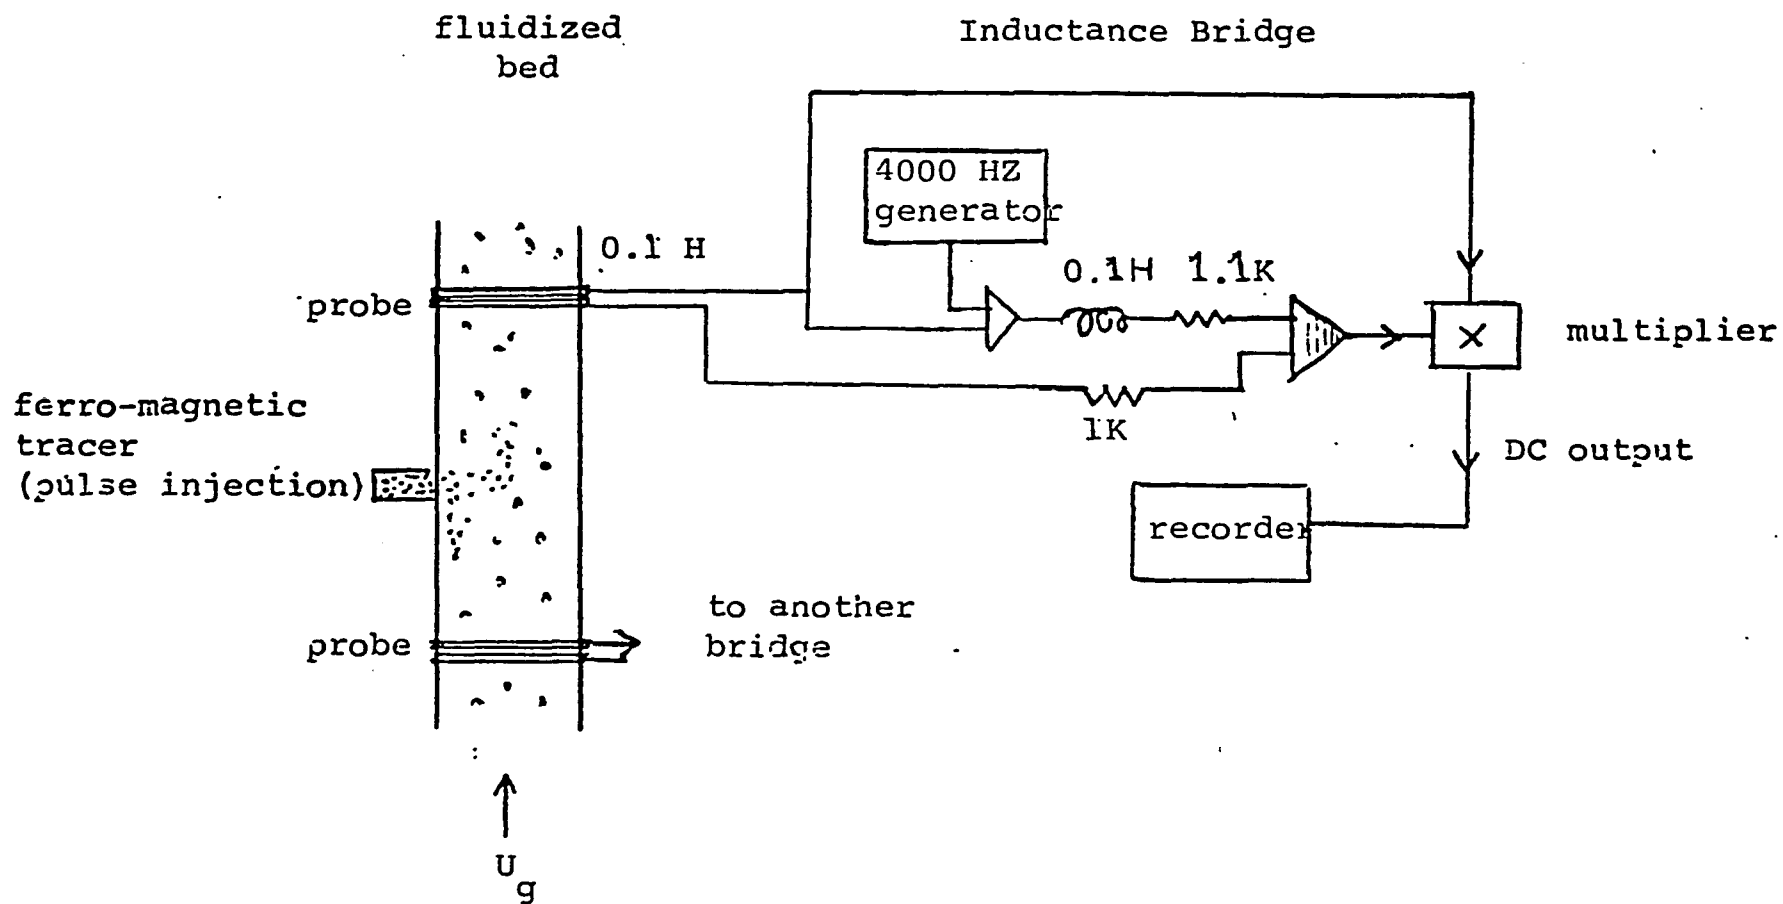 fluidized
bed
Inductance Bridge
4000 HZ
generator
0.1 H
0.1H 1.1K
probe
multiplier
ferro-magnetic
tracer
(pulse injection)
1K
DC output
recorder
to another
bridge
probe
U
g